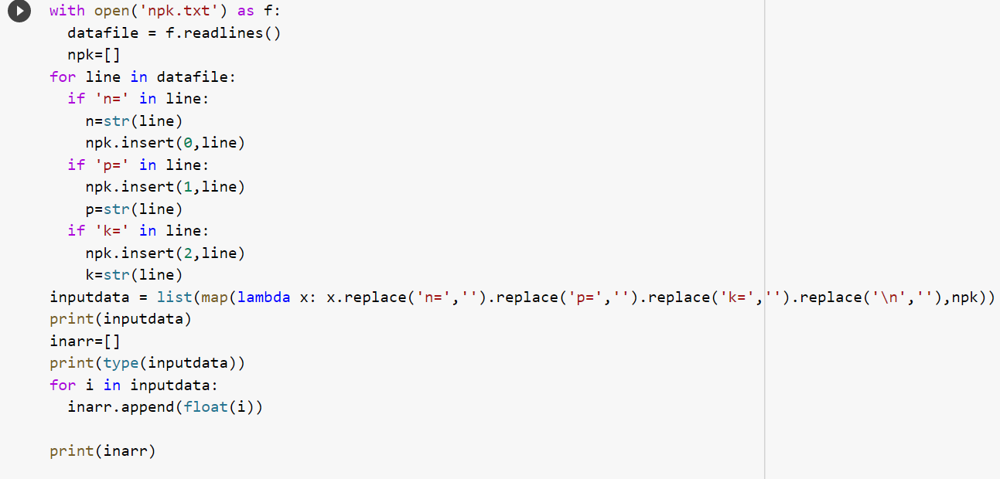 with open('npk.txt') as f:
  datafile = f.readlines()
  npk=[]
for line in datafile:
  if 'n=' in line:
    n=str(line)
    npk.insert(0,line)
  if 'p=' in line:
    npk.insert(1,line)
    p=str(line)
  if 'k=' in line:
    npk.insert(2,line)
    k=str(line)
inputdata = list(map(lambda x: x.replace('n=','').replace('p=','').replace('k=','').replace('\n',''),npk))
print(inputdata)
inarr=[]
print(type(inputdata))
for i in inputdata:
  inarr.append(float(i))

print(inarr)